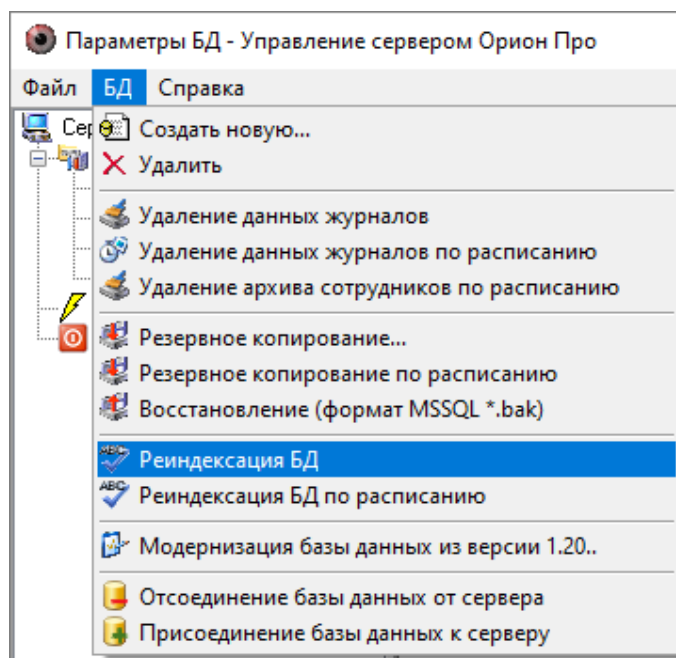 Параметры БД - Управление сервером Орион Про
Файл БД Справка
Создать новую...
Удалить
Удаление данных журналов
Удаление данных журналов по расписанию
Удаление архива сотрудников по расписанию
Резервное копирование...
Резервное копирование по расписанию
Восстановление (формат MSSQL *.bak)
Реиндексация БД
Реиндексация БД по расписанию
Модернизация базы данных из версии 1.20..
Отсоединение базы данных от сервера
Присоединение базы данных к серверу